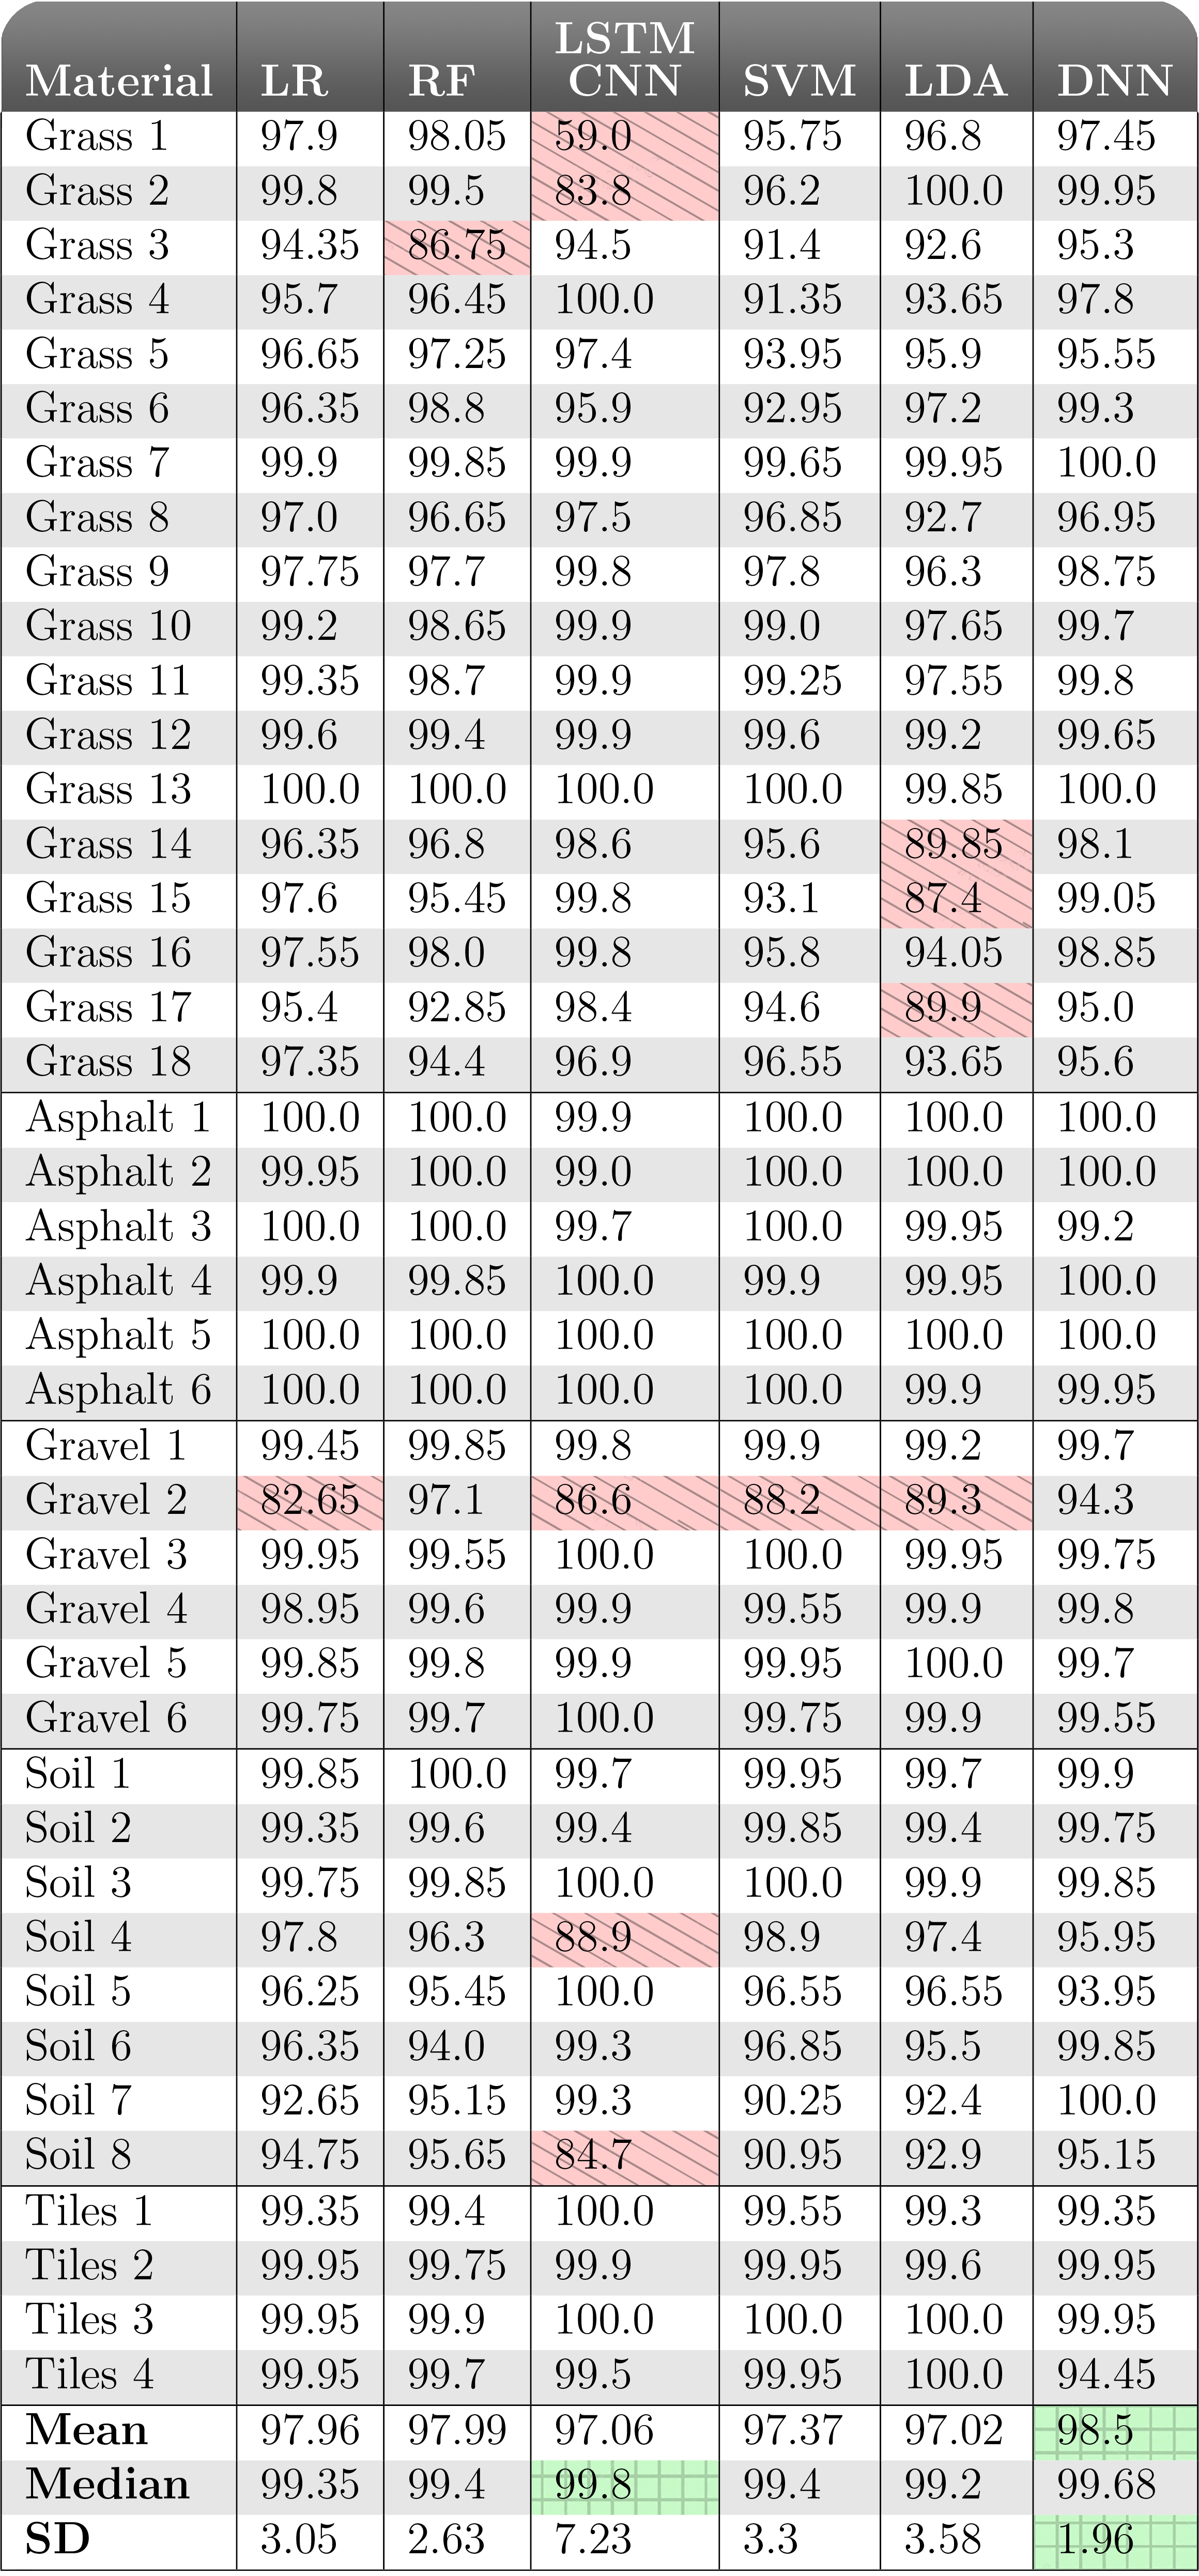 LSTM
Material LR RF CNN SVM LDA DNN
Grass 1 97.9 98.05 59.0 95.75 96.8 97.45
Grass 2 99.8 99.5 83.8 96.2 100.0 99.95
Grass 3 94.35 86.75 94.5 91.4 92.6 95.3
Grass 4 95.7 96.45 100.0 91.35 93.65 97.8
Grass 5 96.65 97.25 97.4 93.95 95.9 95.55
Grass 6 96.35 98.8 95.9 92.95 97.2 99.3
Grass 7 99.9 99.85 99.9 99.65 99.95 100.0
Grass 8 97.0 96.65 97.5 96.85 92.7 96.95
Grass 9 97.75 97.7 99.8 97.8 96.3 98.75
Grass 10 99.2 98.65 99.9 99.0 97.65 99.7
Grass 11 99.35 98.7 99.9 99.25 97.55 99.8
Grass 12 99.6 99.4 99.9 99.6 99.2 99.65
Grass 13 100.0 100.0 100.0 100.0 99.85 100.0
Grass 14 96.35 96.8 98.6 95.6 89.85 98.1
Grass 15 97.6 95.45 99.8 93.1 87.4 99.05
Grass 16 97.55 98.0 99.8 95.8 94.05 98.85
Grass 17 95.4 92.85 98.4 94.6 89.9 95.0
Grass 18 97.35 94.4 96.9 96.55 93.65 95.6
Asphalt 1 100.0 100.0 99.9 100.0 100.0 100.0
Asphalt 2 99.95 100.0 99.0 100.0 100.0 100.0
Asphalt 3 100.0 100.0 99.7 100.0 99.95 99.2
Asphalt 4 99.9 99.85 100.0 99.9 99.95 100.0
Asphalt 5 100.0 100.0 100.0 100.0 100.0 100.0
Asphalt 6 100.0 100.0 100.0 100.0 99.9 99.95
Gravel 1 99.45 99.85 99.8 99.9 99.2 99.7
Gravel 2 82.65 97.1 86.6 88.2 89.3 94.3
Gravel 3 99.95 99.55 100.0 100.0 99.95 99.75
Gravel 4 98.95 99.6 99.9 99.55 99.9 99.8
Gravel 5 99.85 99.8 99.9 99.95 100.0 99.7
Gravel 6 99.75 99.7 100.0 99.75 99.9 99.55
Soil 1 99.85 100.0 99.7 99.95 99.7 99.9
Soil 2 99.35 99.6 99.4 99.85 99.4 99.75
Soil 3 99.75 99.85 100.0 100.0 99.9 99.85
Soil 4 97.8 96.3 88.9 98.9 97.4 95.95
Soil 5 96.25 95.45 100.0 96.55 96.55 93.95
Soil 6 96.35 94.0 99.3 96.85 95.5 99.85
Soil 7 92.65 95.15 99.3 90.25 92.4 100.0
Soil 8 94.75 95.65 84.7 90.95 92.9 95.15
Tiles 1 99.35 99.4 100.0 99.55 99.3 99.35
Tiles 2 99.95 99.75 99.9 99.95 99.6 99.95
Tiles 3 99.95 99.9 100.0 100.0 100.0 99.95
Tiles 4 99.95 99.7 99.5 99.95 100.0 94.45
Mean 97.96 97.99 97.06 97.37 97.02 98.5
Median 99.35 99.4 99.8 99.4 99.2 99.68
SD 3.05 2.63 7.23 3.3 3.58 1.96